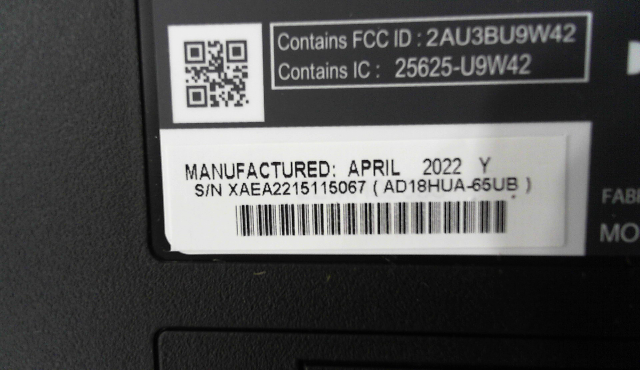 Contains FCC ID : 2AU3BU9W42
Contains IC : 25625-U9W42
MANUFACTURED: APRIL 2022 Y
S/N XAEA2215115067 ( AD18HUA-65UB )